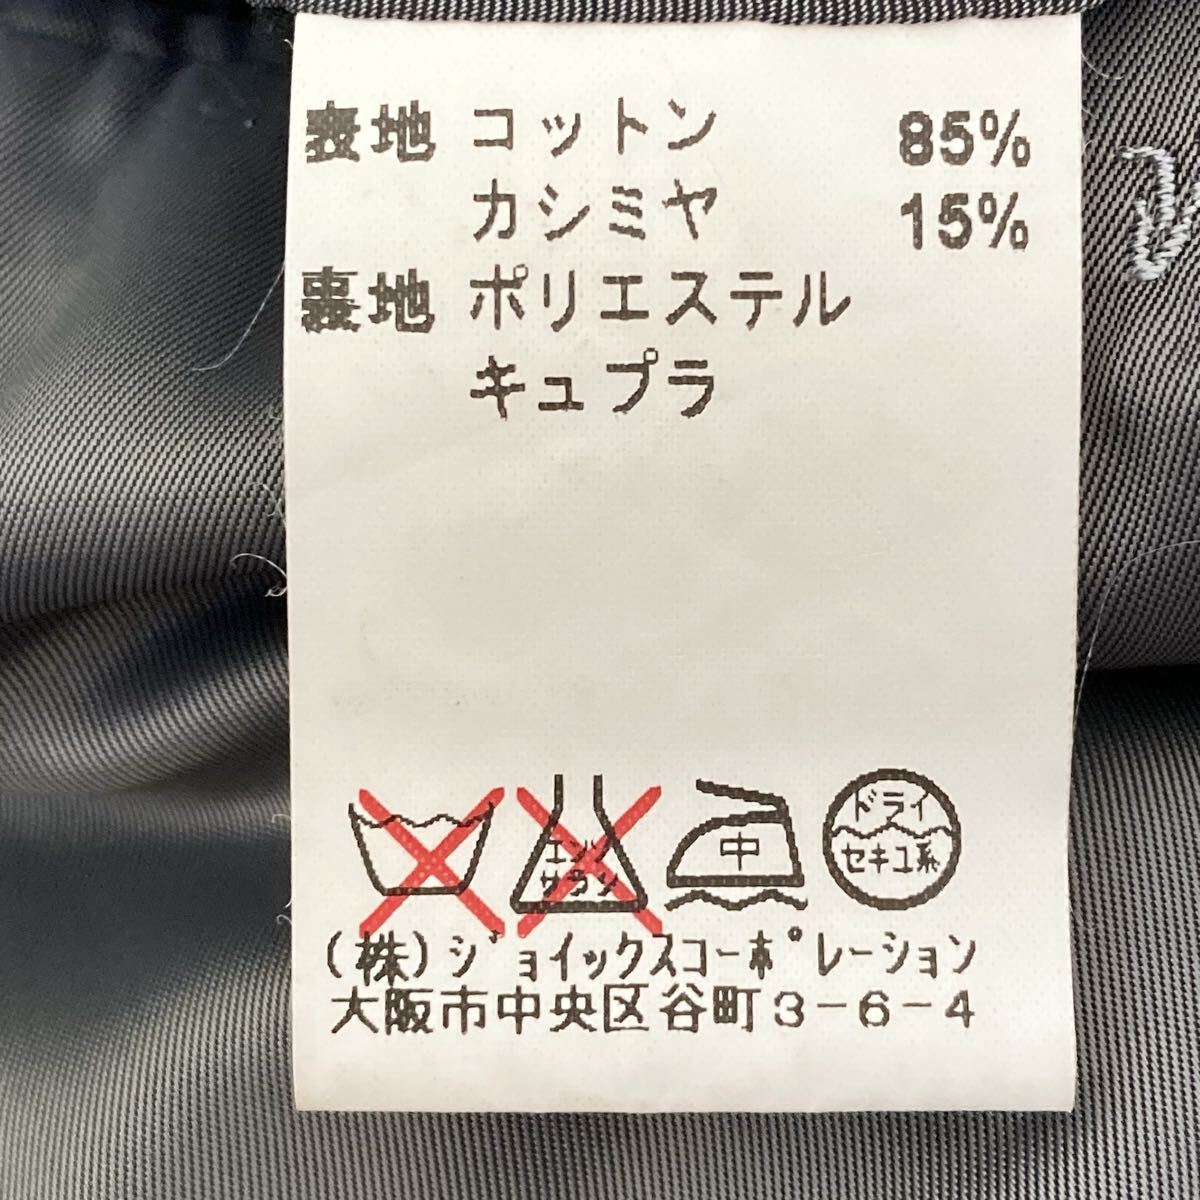 表地 コットン 85%
カシミヤ 15%
裏地 ポリエステル
キュプラ
エンソ
サラシ
中
ドライ
セキユ系
(株)ジョイックスコーポレーション
大阪市中央区谷町3-6-4